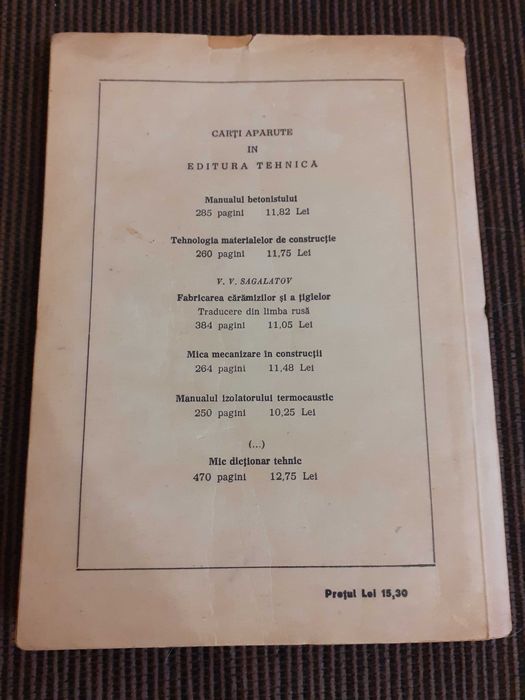 CARȚI APARUTE
IN
EDITURA TEHNICA
Manualul betonistului
285 pagini 11,82 Lei
Tehnologia materialelor de construcție
260 pagini 11,75 Lei
V. V. SAGALATOV
Fabricarea cărămizilor și a țiglelor
Traducere din limba rusă
384 pagini 11,05 Lei
Mica mecanizare in construcții
264 pagini 11,48 Lei
Manualul izolatorului termocaustic
250 pagini 10,25 Lei
(...)
Mic dicționar tehnic
470 pagini 12,75 Lei
Prețul Lei 15,30